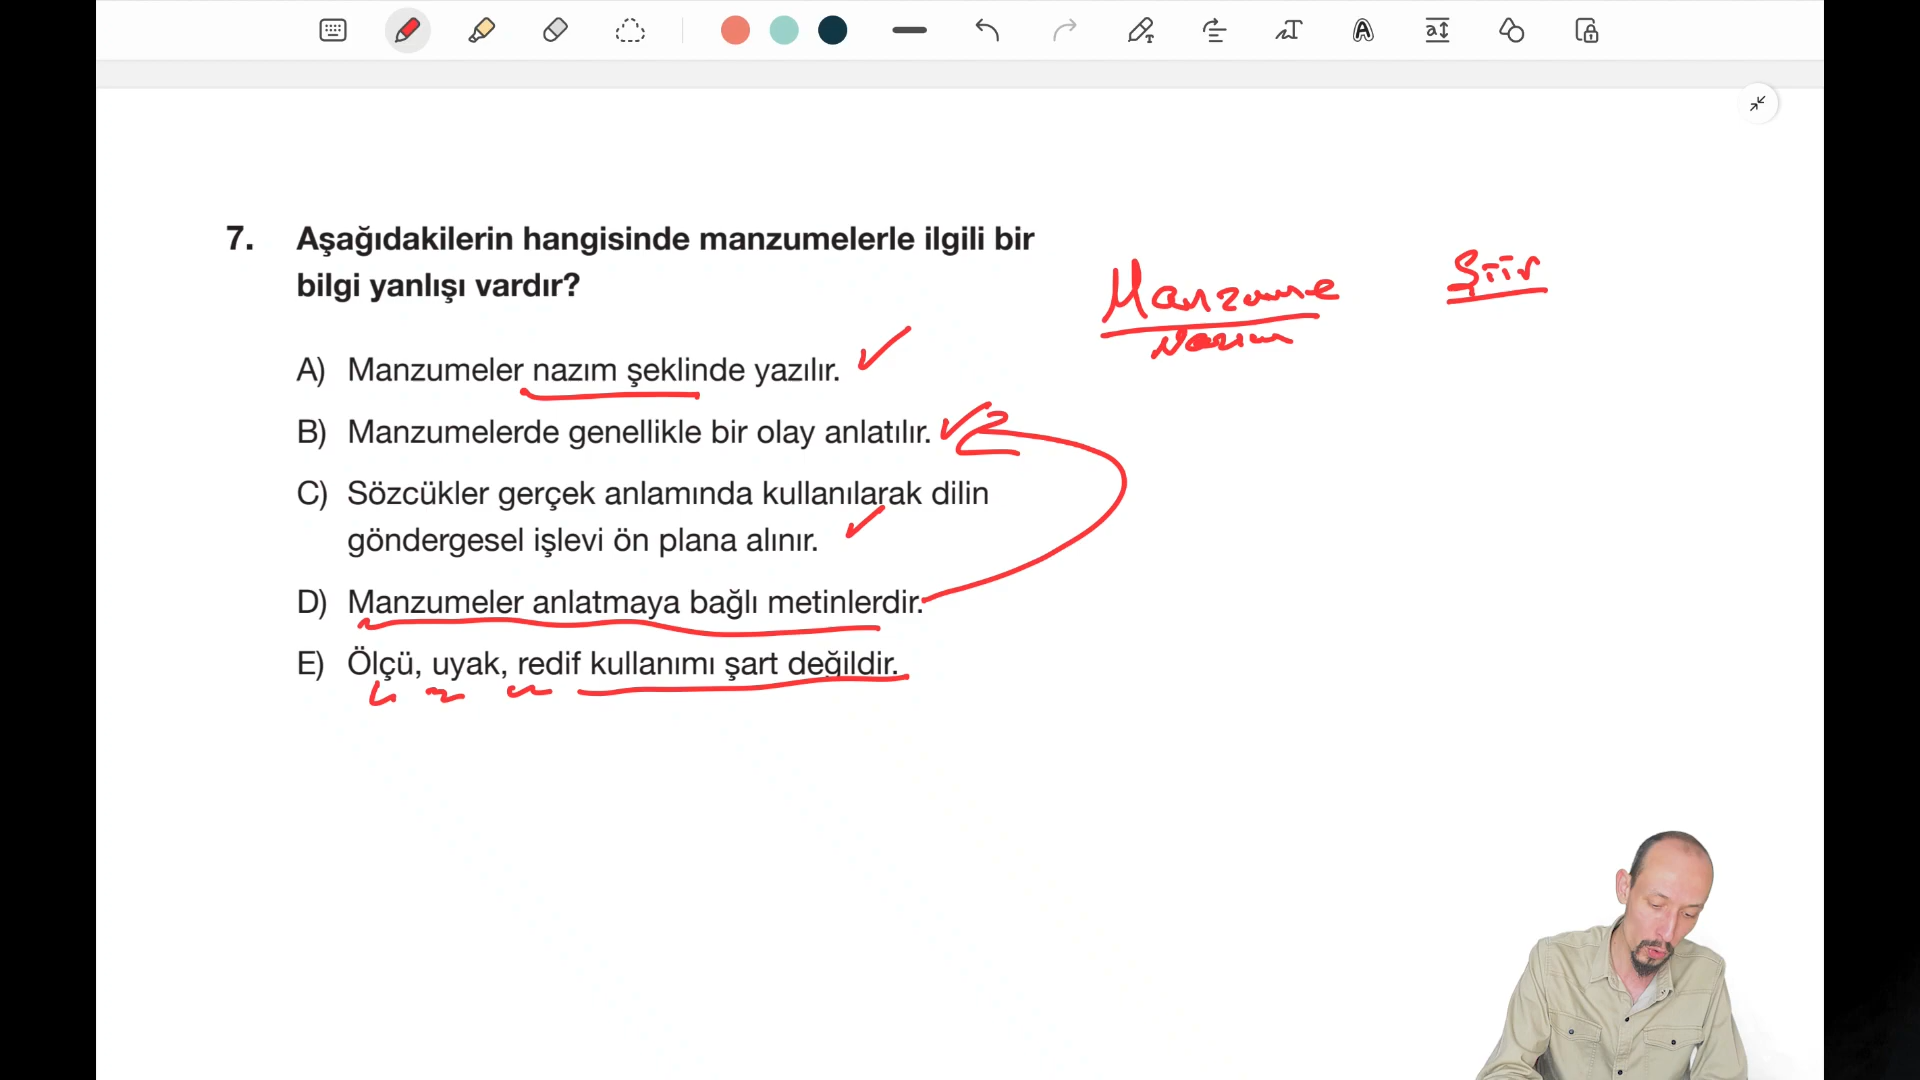 7. Aşağıdakilerin hangisinde manzumelerle ilgili bir
bilgi yanlışı vardır?
A) Manzumeler nazım şeklinde yazılır.
B) Manzumelerde genellikle bir olay anlatılır.
C) Sözcükler gerçek anlamında kullanılarak dilin
göndergesel işlevi ön plana alınır.
D) Manzumeler anlatmaya bağlı metinlerdir.
E) Ölçü, uyak, redif kullanımı şart değildir.
Manzume
Nazım
Şiir